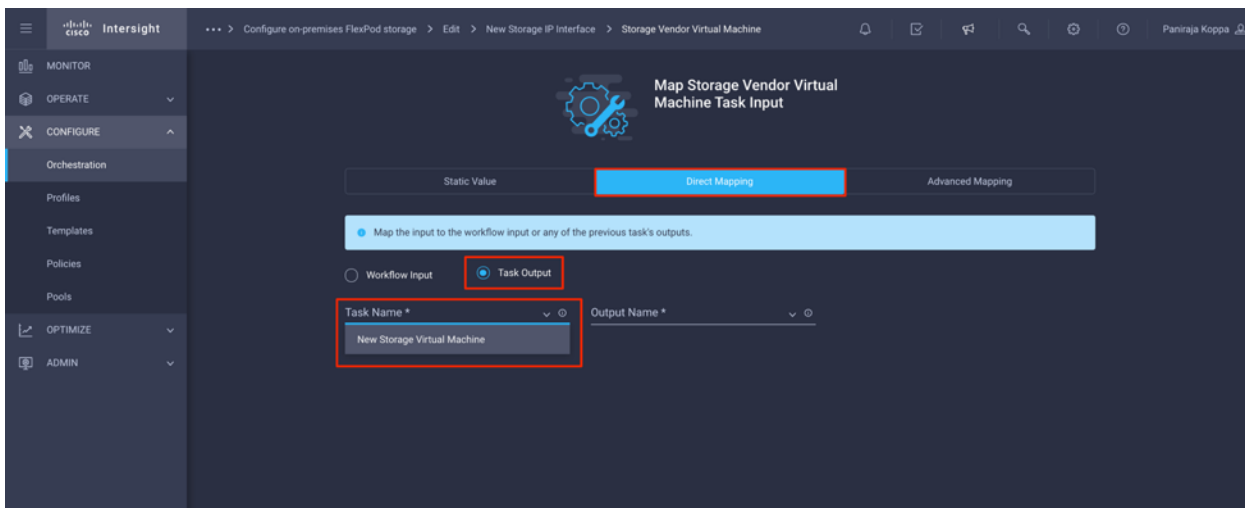 cisco Intersight
••• > Configure on-premises FlexPod storage > Edit > New Storage IP Interface > Storage Vendor Virtual Machine
Paniraja Koppa
MONITOR
OPERATE
CONFIGURE
Orchestration
Profiles
Templates
Policies
Pools
OPTIMIZE
ADMIN
Map Storage Vendor Virtual
Machine Task Input
Static Value
Direct Mapping
Advanced Mapping
Map the input to the workflow input or any of the previous task's outputs.
Workflow Input
Task Output
Task Name *
Output Name *
New Storage Virtual Machine